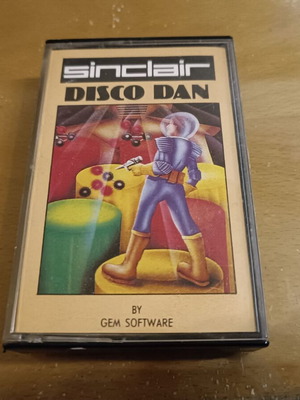 sinclair
DISCO DAN
BY
GEM SOFTWARE